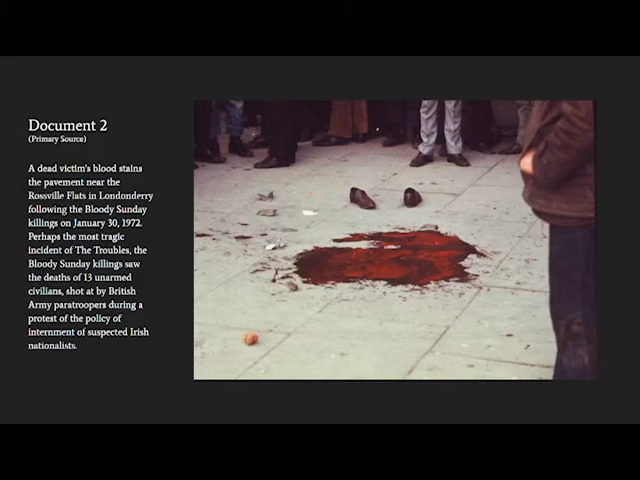 Document 2
(Primary Source)
A dead victim's blood stains
the pavement near the
Rossville Flats in Londonderry
following the Bloody Sunday
killings on January 30, 1972.
Perhaps the most tragic
incident of The Troubles, the
Bloody Sunday killings saw
the deaths of 13 unarmed
civilians, shot at by British
Army paratroopers during a
protest of the policy of
internment of suspected Irish
nationalists.